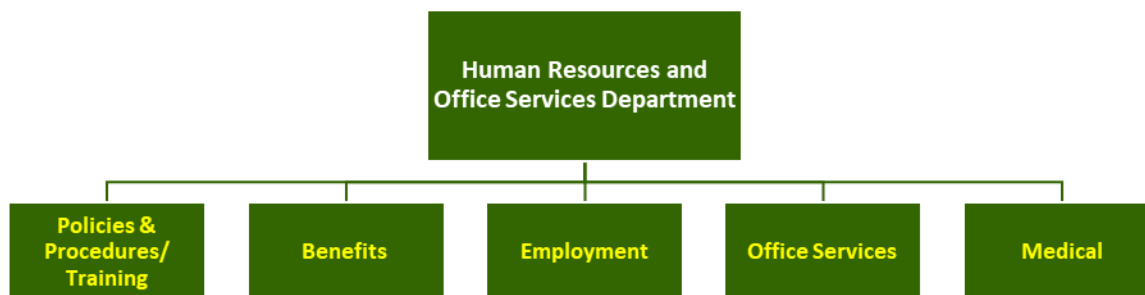 Human Resources and
Office Services Department
Policies &
Procedures/
Training
Benefits
Employment
Office Services
Medical